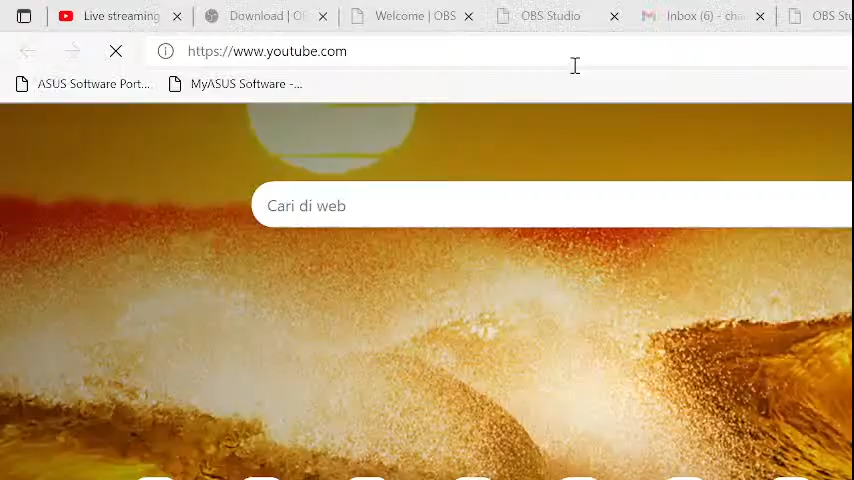 Live streaming Download | O Welcome | OBS OBS Studio Inbox (6) - cha OBS Stu
https://www.youtube.com
ASUS Software Port... MyASUS Software -...
Cari di web